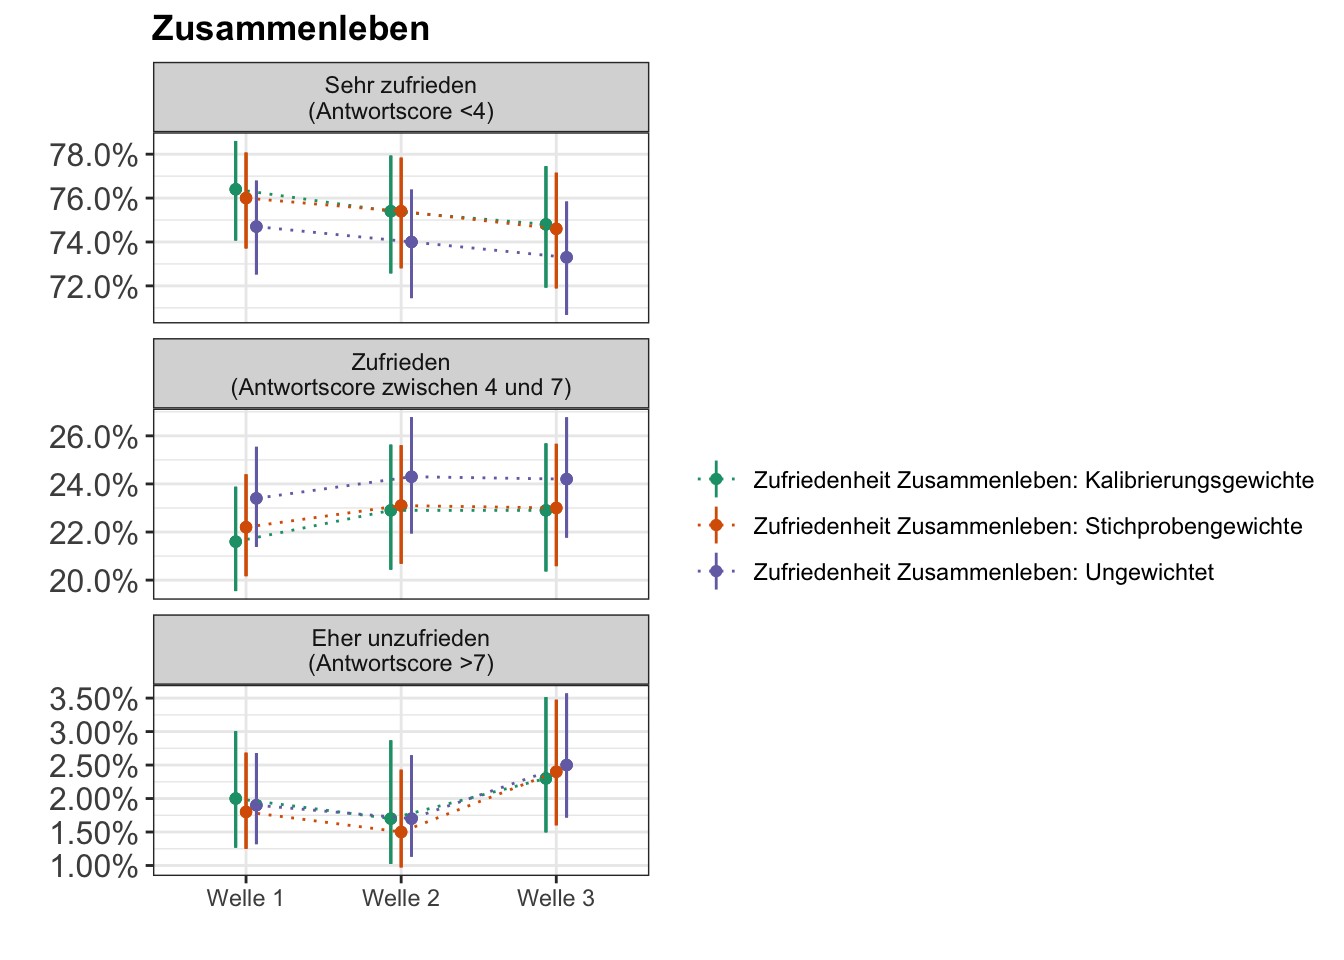 Zusammenleben
Sehr zufrieden
(Antwortscore <4)
78.0%
76.0%
74.0%
72.0%
Zufrieden
(Antwortscore zwischen 4 und 7)
26.0%
24.0%
22.0%
20.0%
Eher unzufrieden
(Antwortscore >7)
3.50%
3.00%
2.50%
2.00%
1.50%
1.00%
Welle 1 Welle 2 Welle 3
Zufriedenheit Zusammenleben: Kalibrierungsgewichte
Zufriedenheit Zusammenleben: Stichprobengewichte
Zufriedenheit Zusammenleben: Ungewichtet